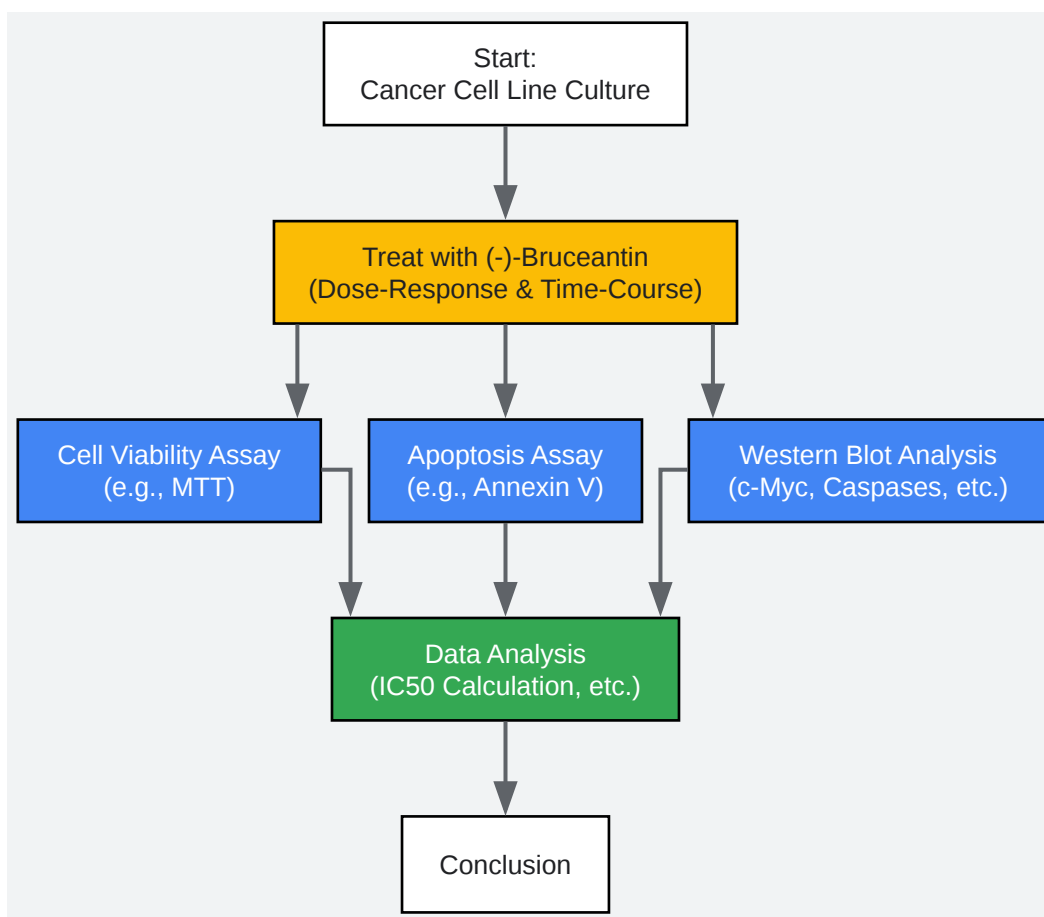 Start:
Cancer Cell Line Culture
Treat with (-)-Bruceantin
(Dose-Response & Time-Course)
Cell Viability Assay
(e.g., MTT)
Apoptosis Assay
(e.g., Annexin V)
Western Blot Analysis
(c-Myc, Caspases, etc.)
Data Analysis
(IC50 Calculation, etc.)
Conclusion